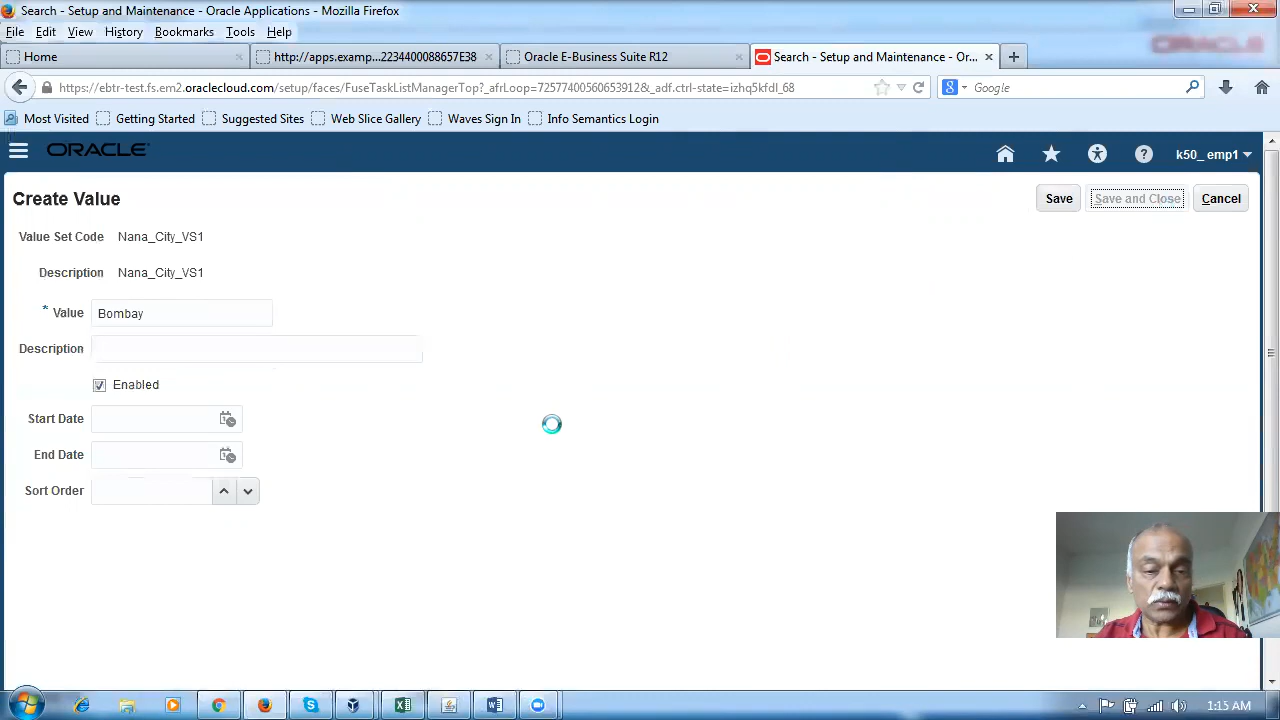 Search - Setup and Maintenance - Oracle Applications - Mozilla Firefox
File Edit View History Bookmarks Tools Help
Home
http://apps.examp...2234400088657E38
Oracle E-Business Suite R12
Search - Setup and Maintenance - Or...
https://ebtr-test.fs.em2.oraclecloud.com/setup/faces/FuseTaskListManagerTop?_afrLoop=72577400560653912&_adf.ctrl-state=izhq5kfdl_68
Google
Most Visited Getting Started Suggested Sites Web Slice Gallery Waves Sign In Info Semantics Login
ORACLE
k50_ emp1
Create Value
Save Save and Close Cancel
Value Set Code Nana_City_VS1
Description Nana_City_VS1
* Value Bombay
Description
Enabled
Start Date
End Date
Sort Order
1:15 AM